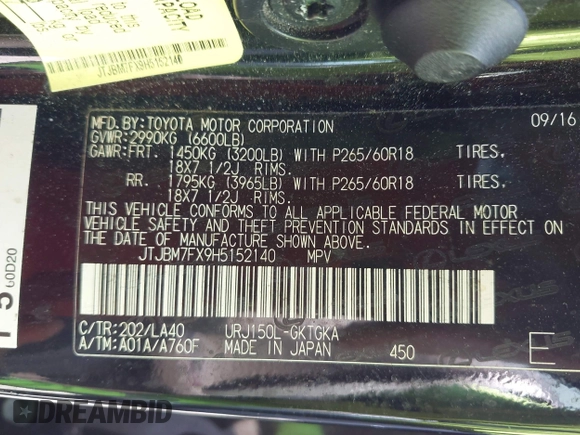 JTJBM7FX9H5152140
MFD.BY:TOYOTA MOTOR CORPORATION 09/16
GVWR:2990KG (6600LB)
GAWR:FRT. 1450KG (3200LB) WITH P265/60R18 TIRES.
18X7 1/2J RIMS.
RR. 1795KG (3965LB) WITH P265/60R18 TIRES.
18X7 1/2J RIMS.
THIS VEHICLE CONFORMS TO ALL APPLICABLE FEDERAL MOTOR
VEHICLE SAFETY AND THEFT PREVENTION STANDARDS IN EFFECT ON
THE DATE OF MANUFACTURE SHOWN ABOVE.
JTJBM7FX9H5152140 MPV
C/TR:202/LA40 URJ150L-GKTGKA
A/TM:A01A/A760F MADE IN JAPAN 450 E
60D20
DREAMBID